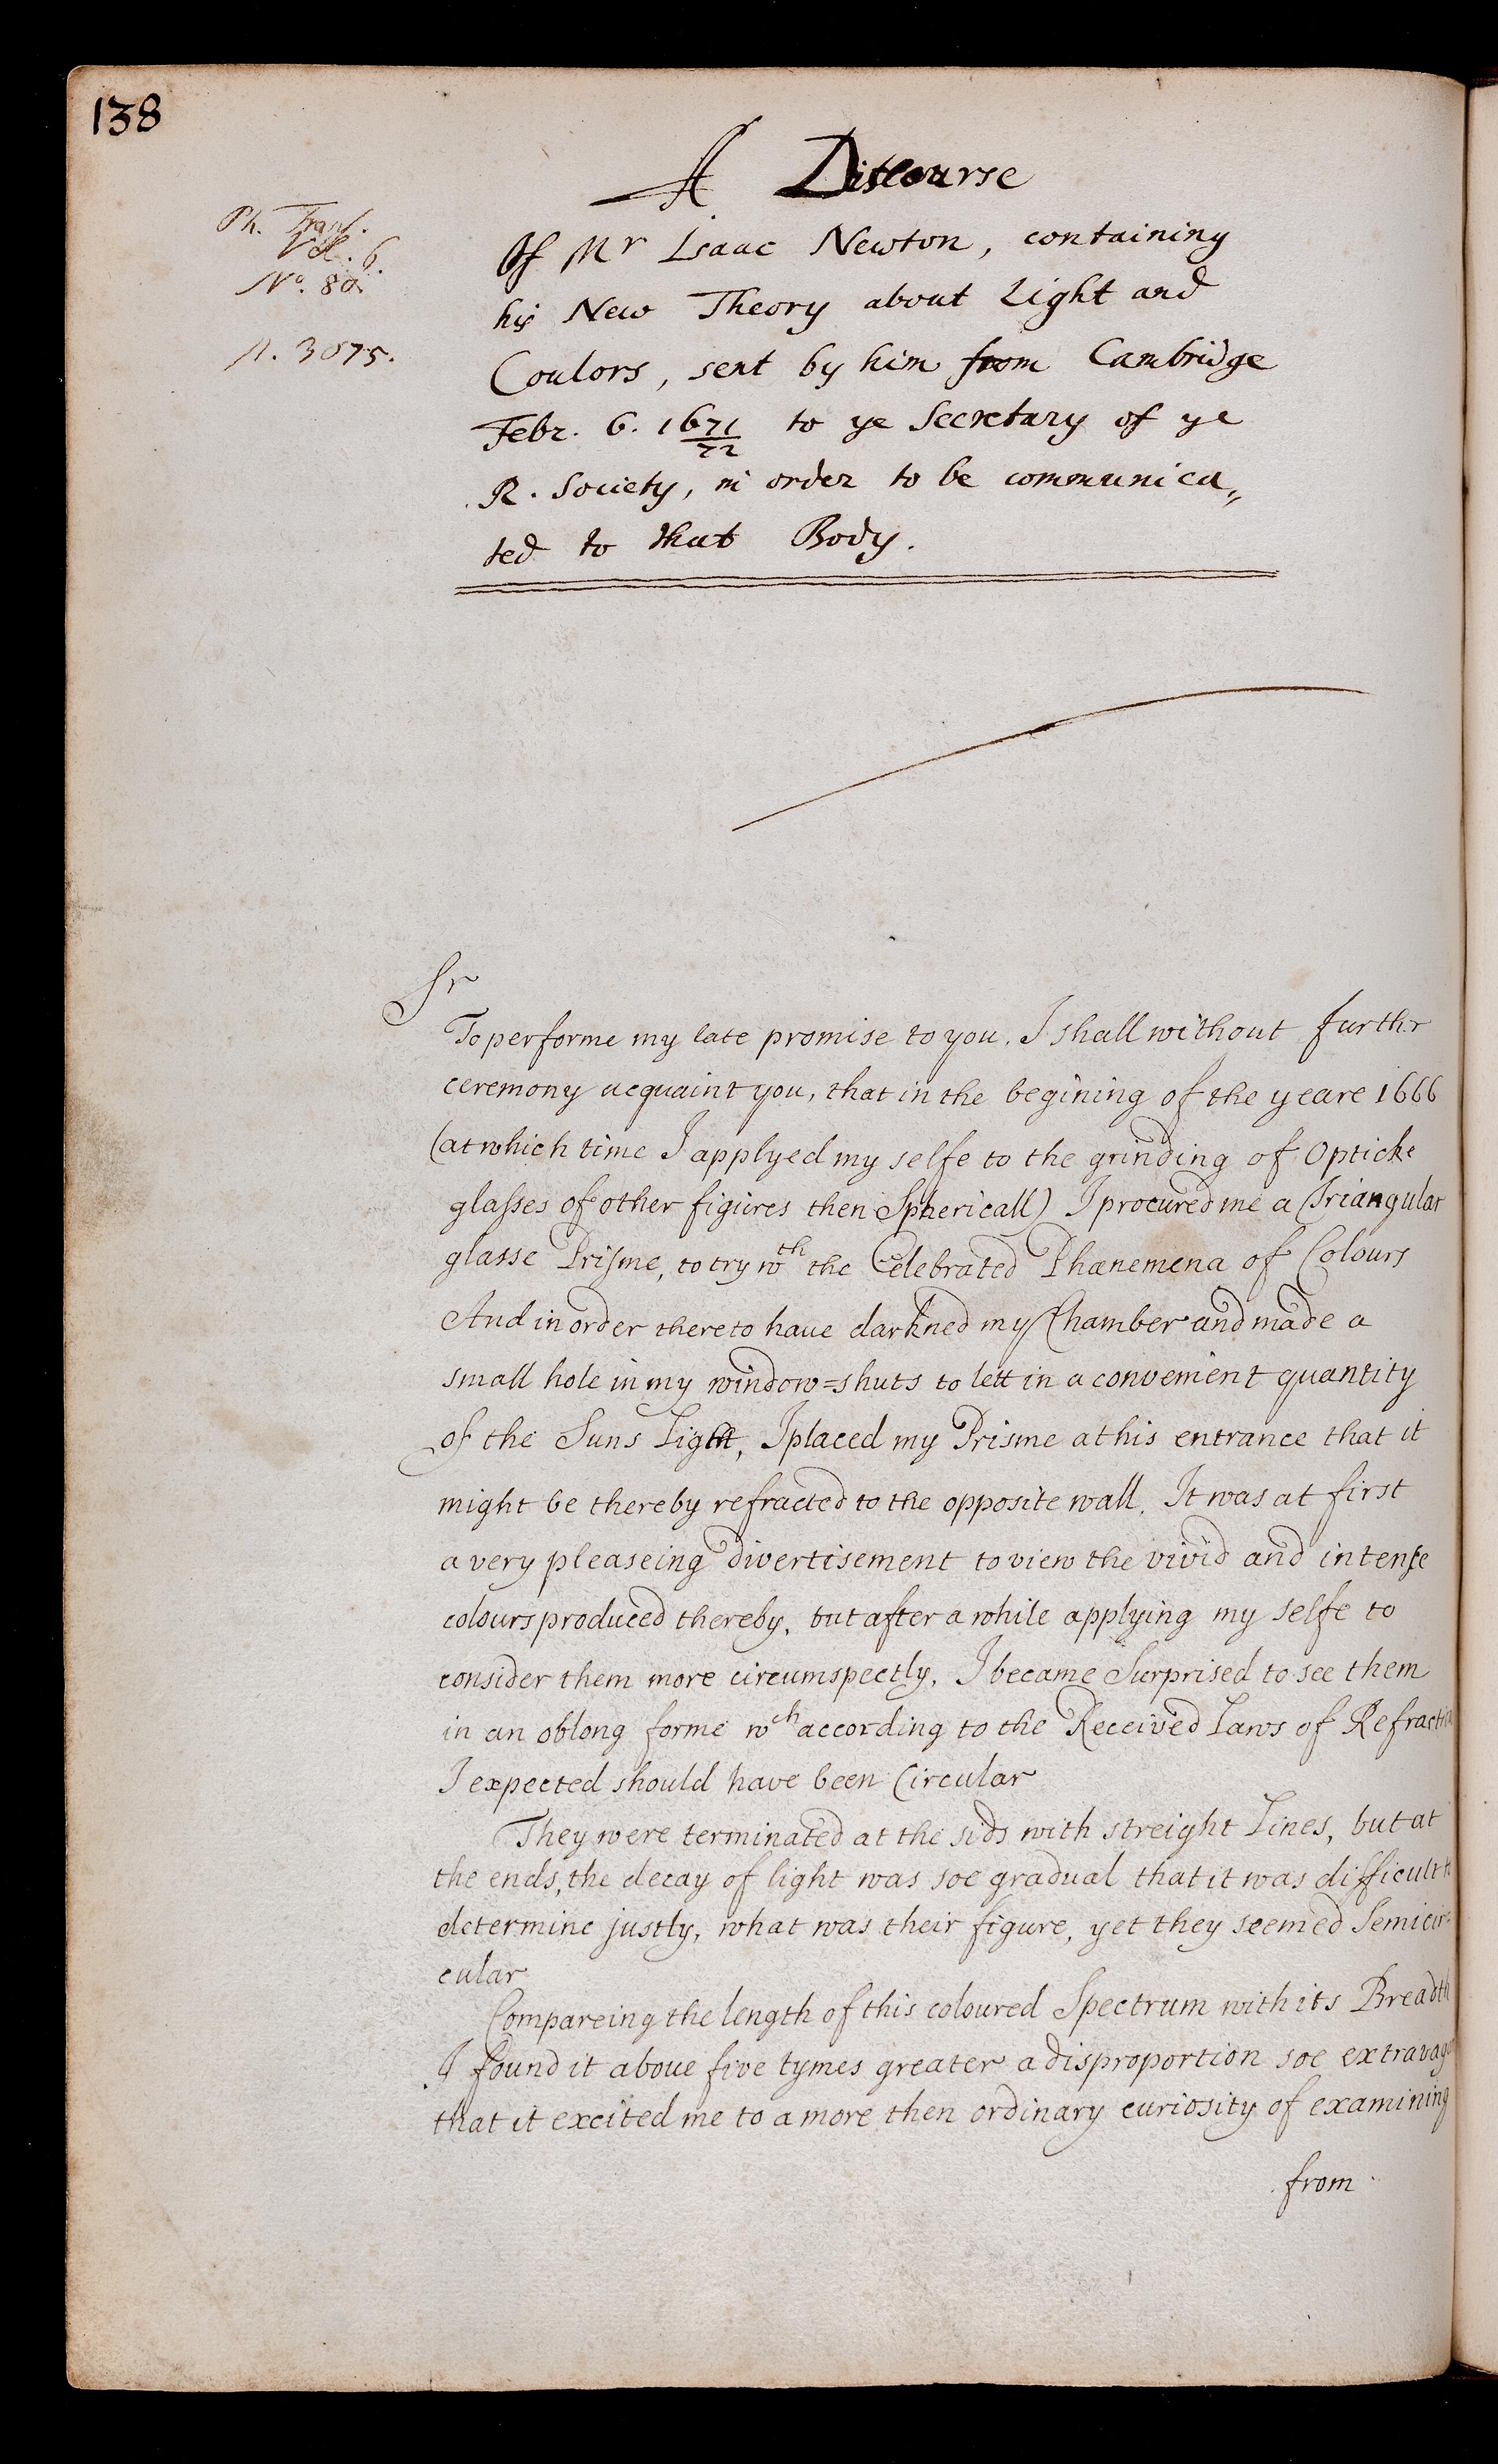 138
Ph. Trans.
Vol. 6.
No. 80.
n. 3075.
A Discourse
Of Mr Isaac Newton, containing
his New Theory about Light and
Coulors, sent by him from Cambridge
Febr. 6. 1671/72 to ye Secretary of ye
R. Society, in order to be communica„
ted to that Body.
Sr
To performe my late promise to you. I shall without furthr
ceremony acquaint you, that in the begining of the yeare 1666
(at which time I applyed my selfe to the grinding of Opticke
glasses of other figures then Sphericall) I procured me a Triangular
glasse Prisme, to try wth the Celebrated Phænemena of Colours
And in order thereto have darkned my Chamber and made a
small hole in my window=shuts to lett in a convenient quantity
of the Suns Light, I placed my Prisme at his entrance that it
might be thereby refracted to the opposite wall. It was at first
a very pleaseing divertisement to view the vivid and intense
colours produced thereby, but after a while applying my selfe to
consider them more circumspectly, I became Surprised to see them
in an oblong forme wch according to the Received Laws of Refractio
I expected should have been Circular
They were terminated at the sids with streight Lines, but at
the ends, the decay of light was soe gradual that it was difficult to
determine justly, what was their figure, yet they seemed Semicir=
cular
Compareing the length of this coloured Spectrum with its Breadth
I found it above five tymes greater a disproportion soe extravag
that it excited me to a more then ordinary curiosity of examining
from